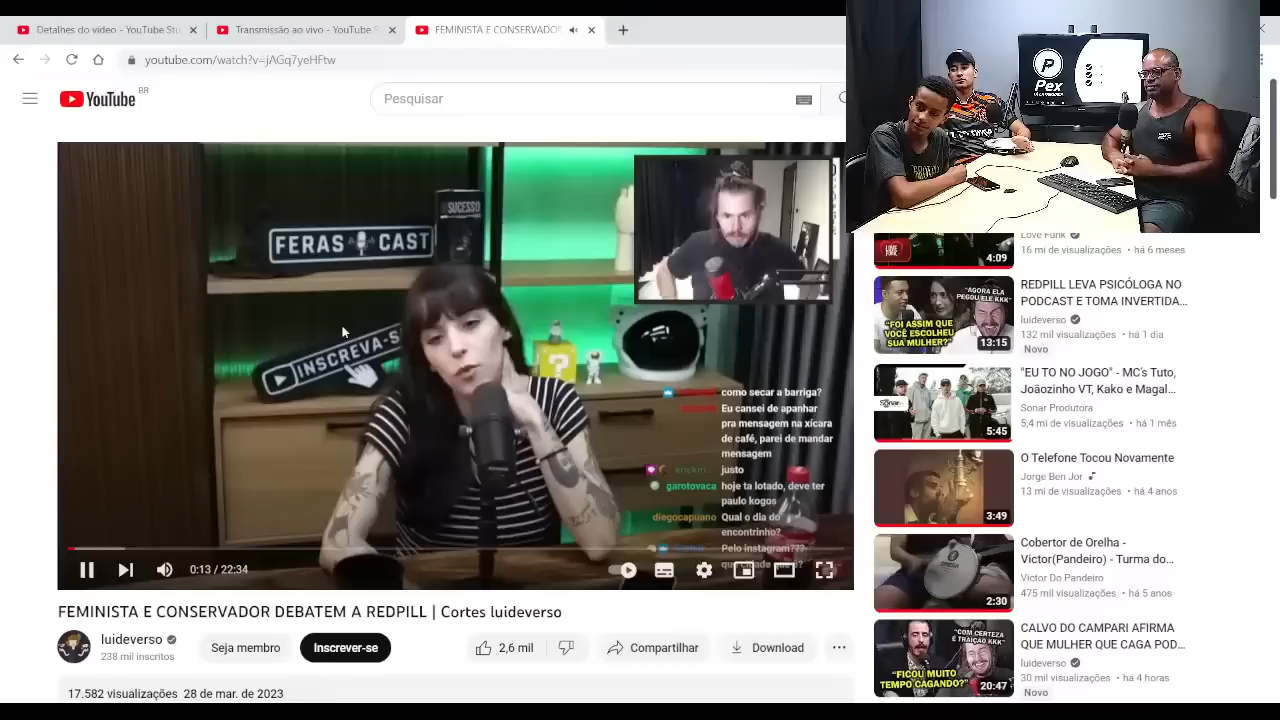 Detalhes do vídeo - YouTube Stu
Transmissão ao vivo - YouTube
FEMINISTA E CONSERVADOR
youtube.com/watch?v=jAGq7yeHFtw
YouTube
BR
Pesquisar
Pex
FERAS CAST
SUCESSO
INSCREVER
como secar a barriga?
Eu cansei de apanhar
pra mensagem na xícara
de café, parei de mandar
mensagem
justo
garotovaca
hoje ta lotado, deve ter
paulo kogos
diegocapuano
Qual o dia do
encontrinho?
Pelo instagram???
0:13 / 22:34
FEMINISTA E CONSERVADOR DEBATEM A REDPILL | Cortes luideverso
luideverso
238 mil inscritos
Seja membro
Inscrever-se
2,6 mil
Compartilhar
Download
17.582 visualizações 28 de mar. de 2023
Love Funk
16 mi de visualizações • há 6 meses
4:09
REDPILL LEVA PSICÓLOGA NO
PODCAST E TOMA INVERTIDA...
luideverso
132 mil visualizações • há 1 dia
Novo
"AGORA ELA
PEGOU ELE KKK"
"FOI ASSIM QUE
VOCÊ ESCOLHEU
SUA MULHER?"
13:15
"EU TO NO JOGO" - MC's Tuto,
Joãozinho VT, Kako e Magal...
Sonar Produtora
5,4 mi de visualizações • há 1 mês
Sonar
5:45
O Telefone Tocou Novamente
Jorge Ben Jor
13 mi de visualizações • há 4 anos
3:49
Cobertor de Orelha -
Victor(Pandeiro) - Turma do...
Victor Do Pandeiro
475 mil visualizações • há 5 anos
2:30
CALVO DO CAMPARI AFIRMA
QUE MULHER QUE CAGA POD...
luideverso
30 mil visualizações • há 4 horas
Novo
"COM CERTEZA
É TRAIÇÃO KKK"
"FICOU MUITO
TEMPO CAGANDO?"
20:47